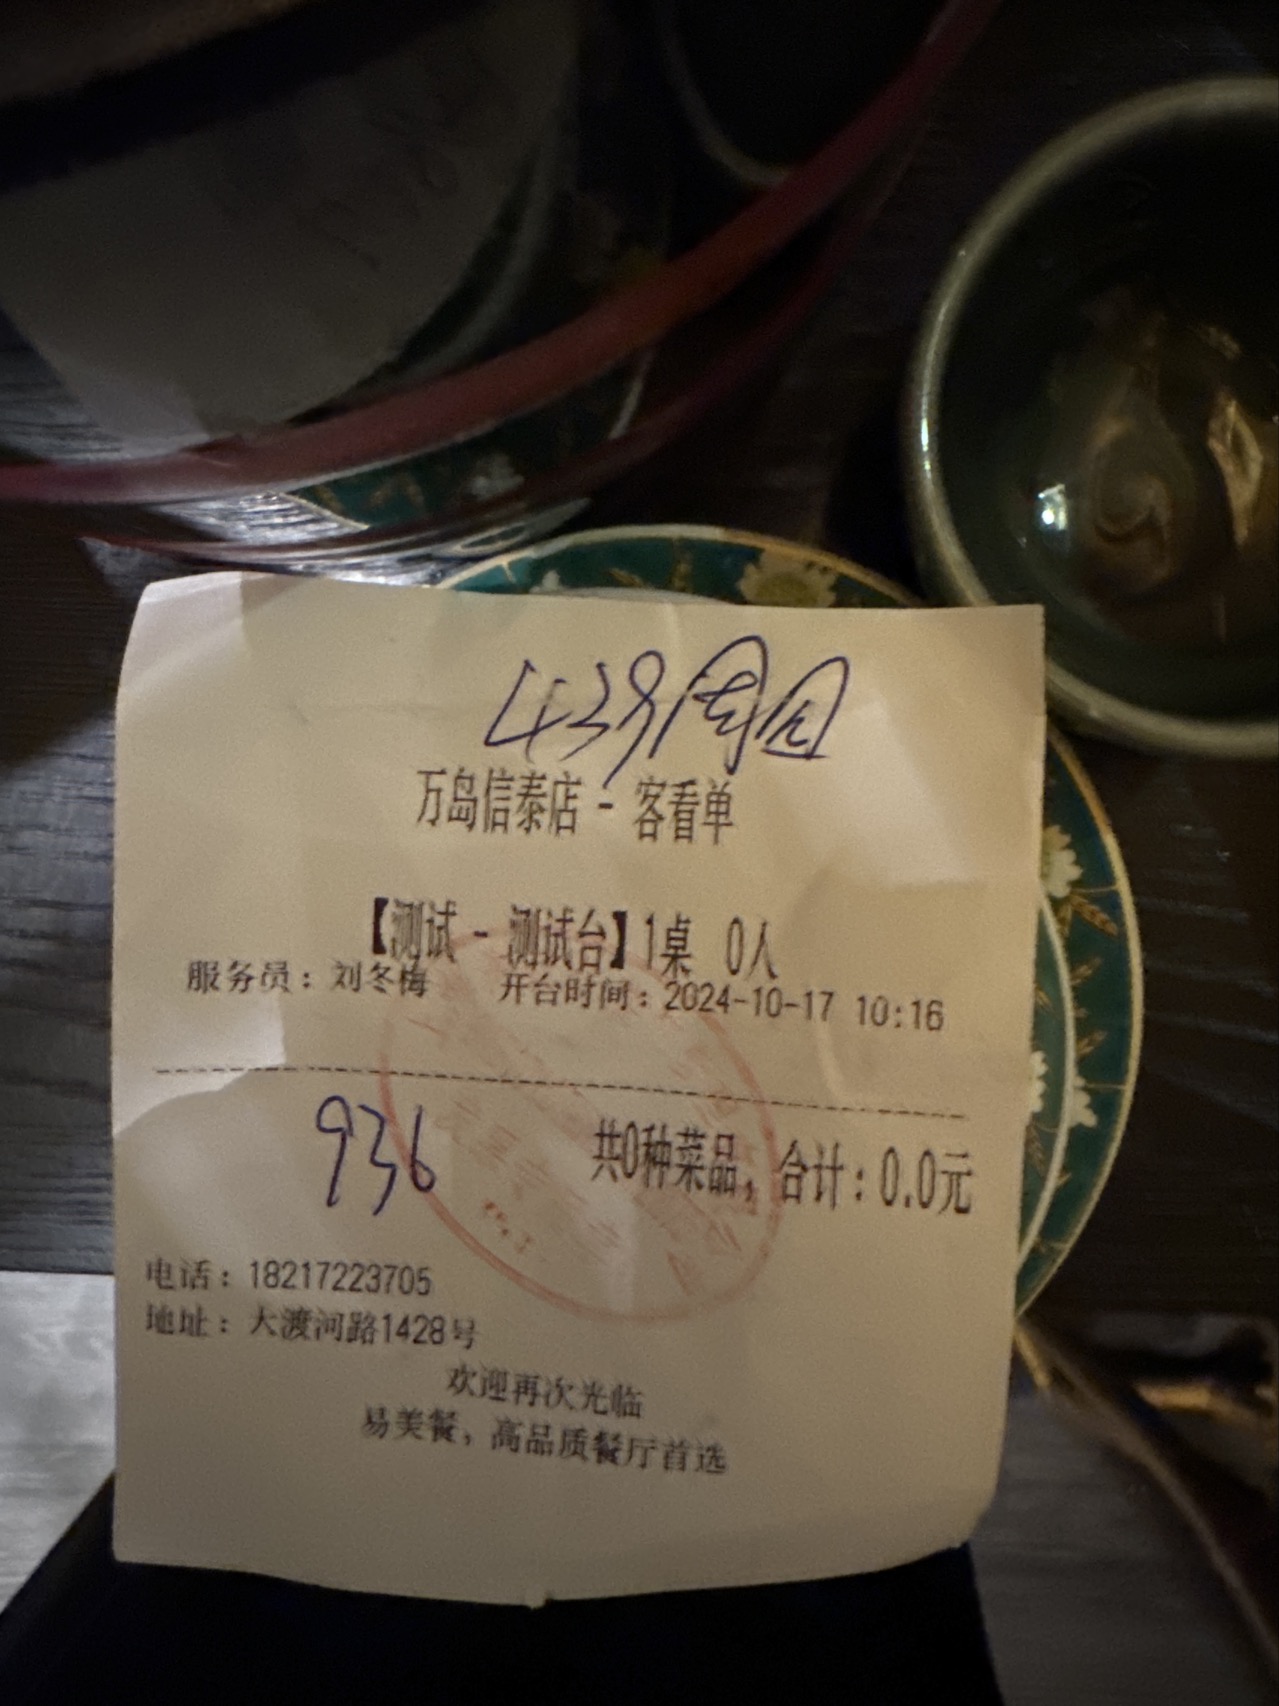 439周园
万岛信泰店 - 客看单
【测试 - 测试台】1桌 0人
服务员：刘冬梅 开台时间：2024-10-17 10:16
936 共0种菜品，合计：0.0元
电话：18217223705
地址：大渡河路1428号
欢迎再次光临
易美餐，高品质餐厅首选